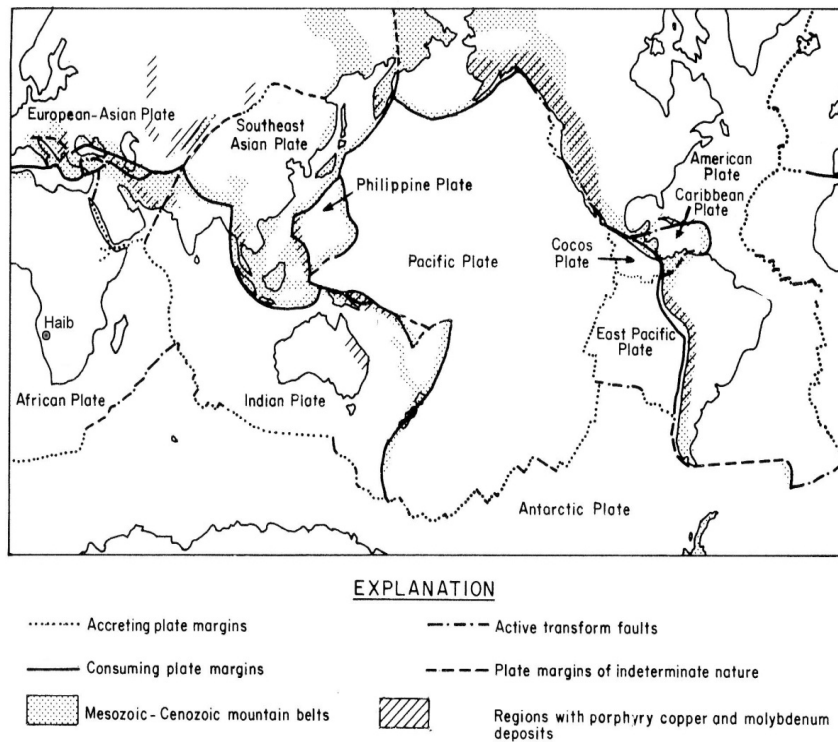 European-Asian Plate
Southeast
Asian Plate
Philippine Plate
American
Plate
Caribbean
Plate
Cocos
Plate
Pacific Plate
East Pacific
Plate
Haib
African Plate
Indian Plate
Antarctic Plate
EXPLANATION
Accreting plate margins
Active transform faults
Consuming plate margins
Plate margins of indeterminate nature
Mesozoic-Cenozoic mountain belts
Regions with porphyry copper and molybdenum
deposits